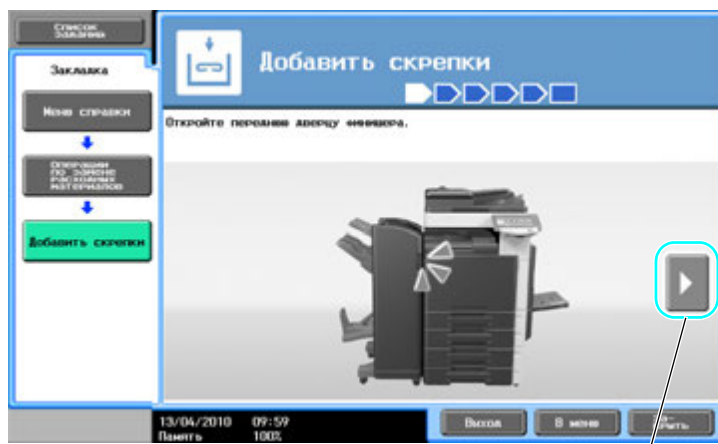 Список
Задания
Закладка
Меню справки
Операции
по замене
расходных
материалов
Добавить скрепки
Добавить скрепки
Откройте переднюю дверцу финишера.
13/04/2010 09:59
Память 100%
Выход
В меню